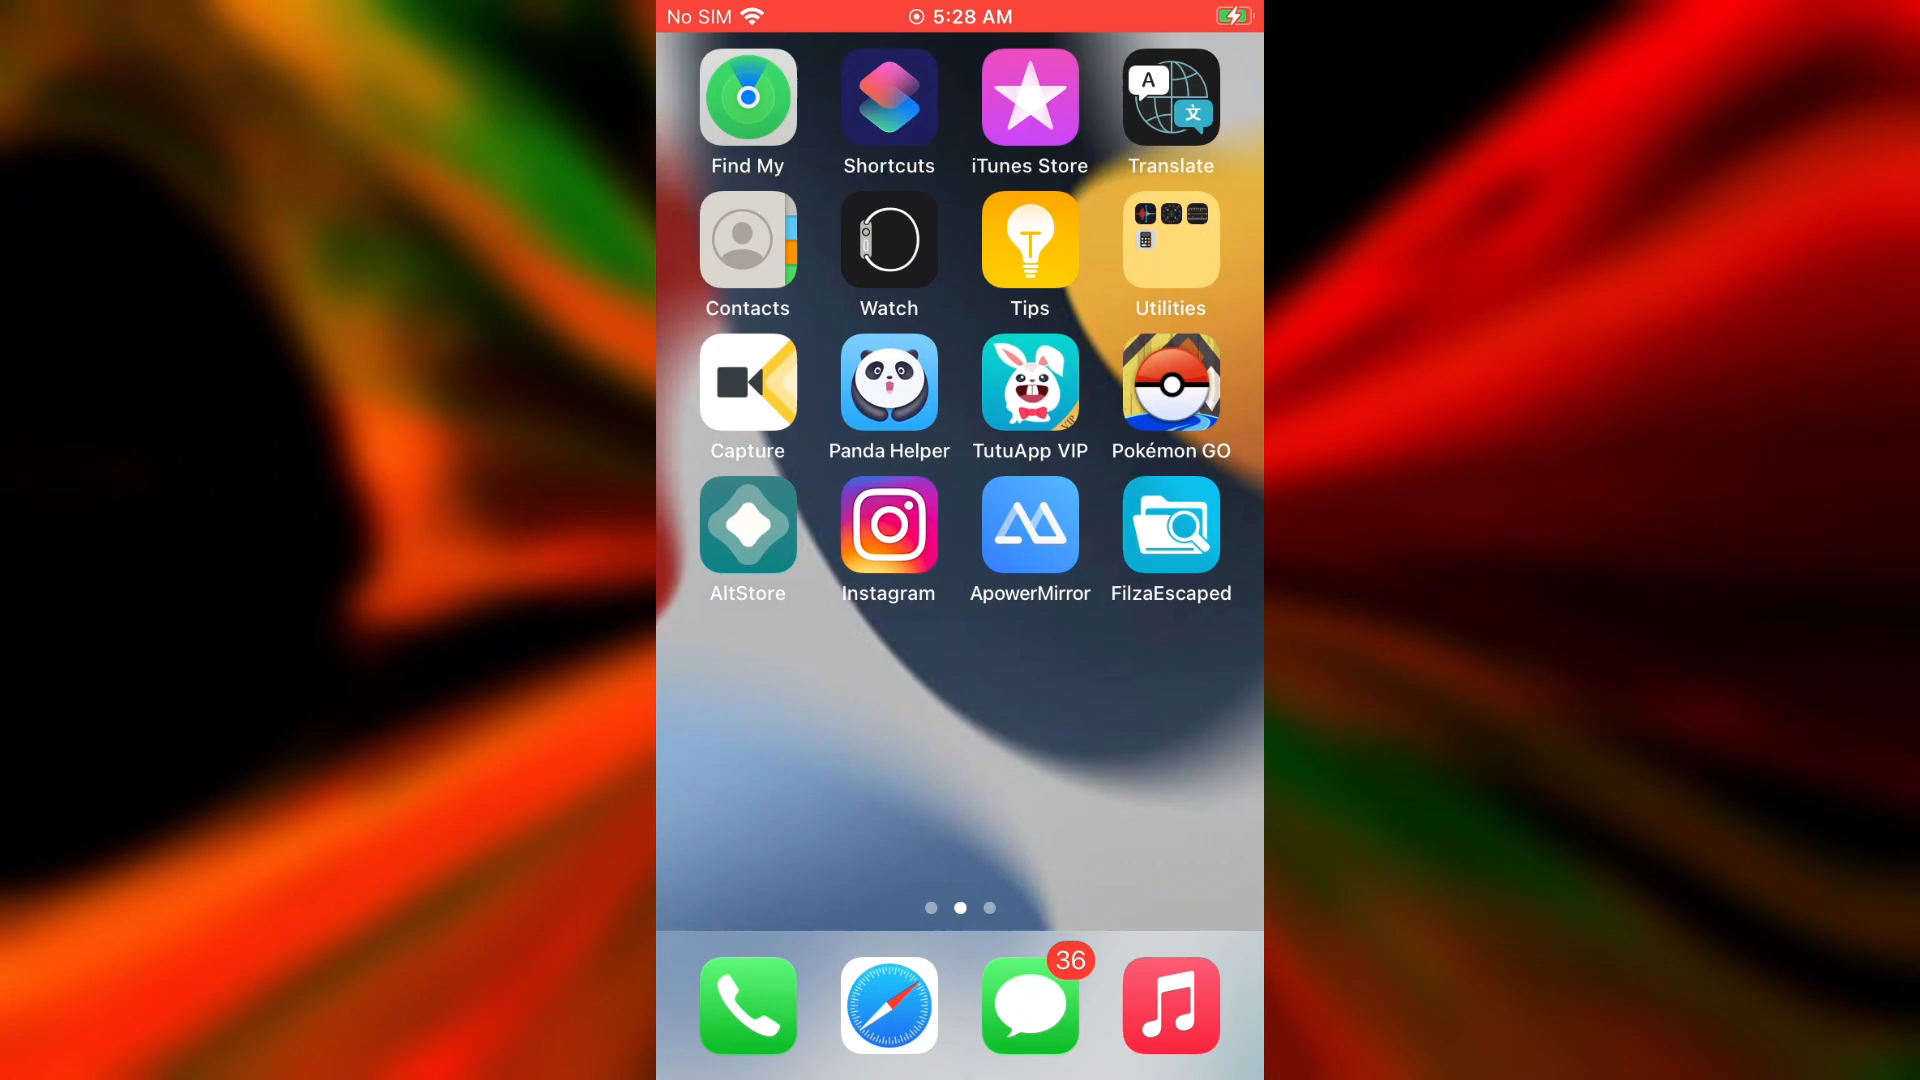 No SIM 5:28 AM
A 文
Find My Shortcuts iTunes Store Translate
Contacts Watch Tips Utilities
VIP
Capture Panda Helper TutuApp VIP Pokémon GO
AltStore Instagram ApowerMirror FilzaEscaped
36